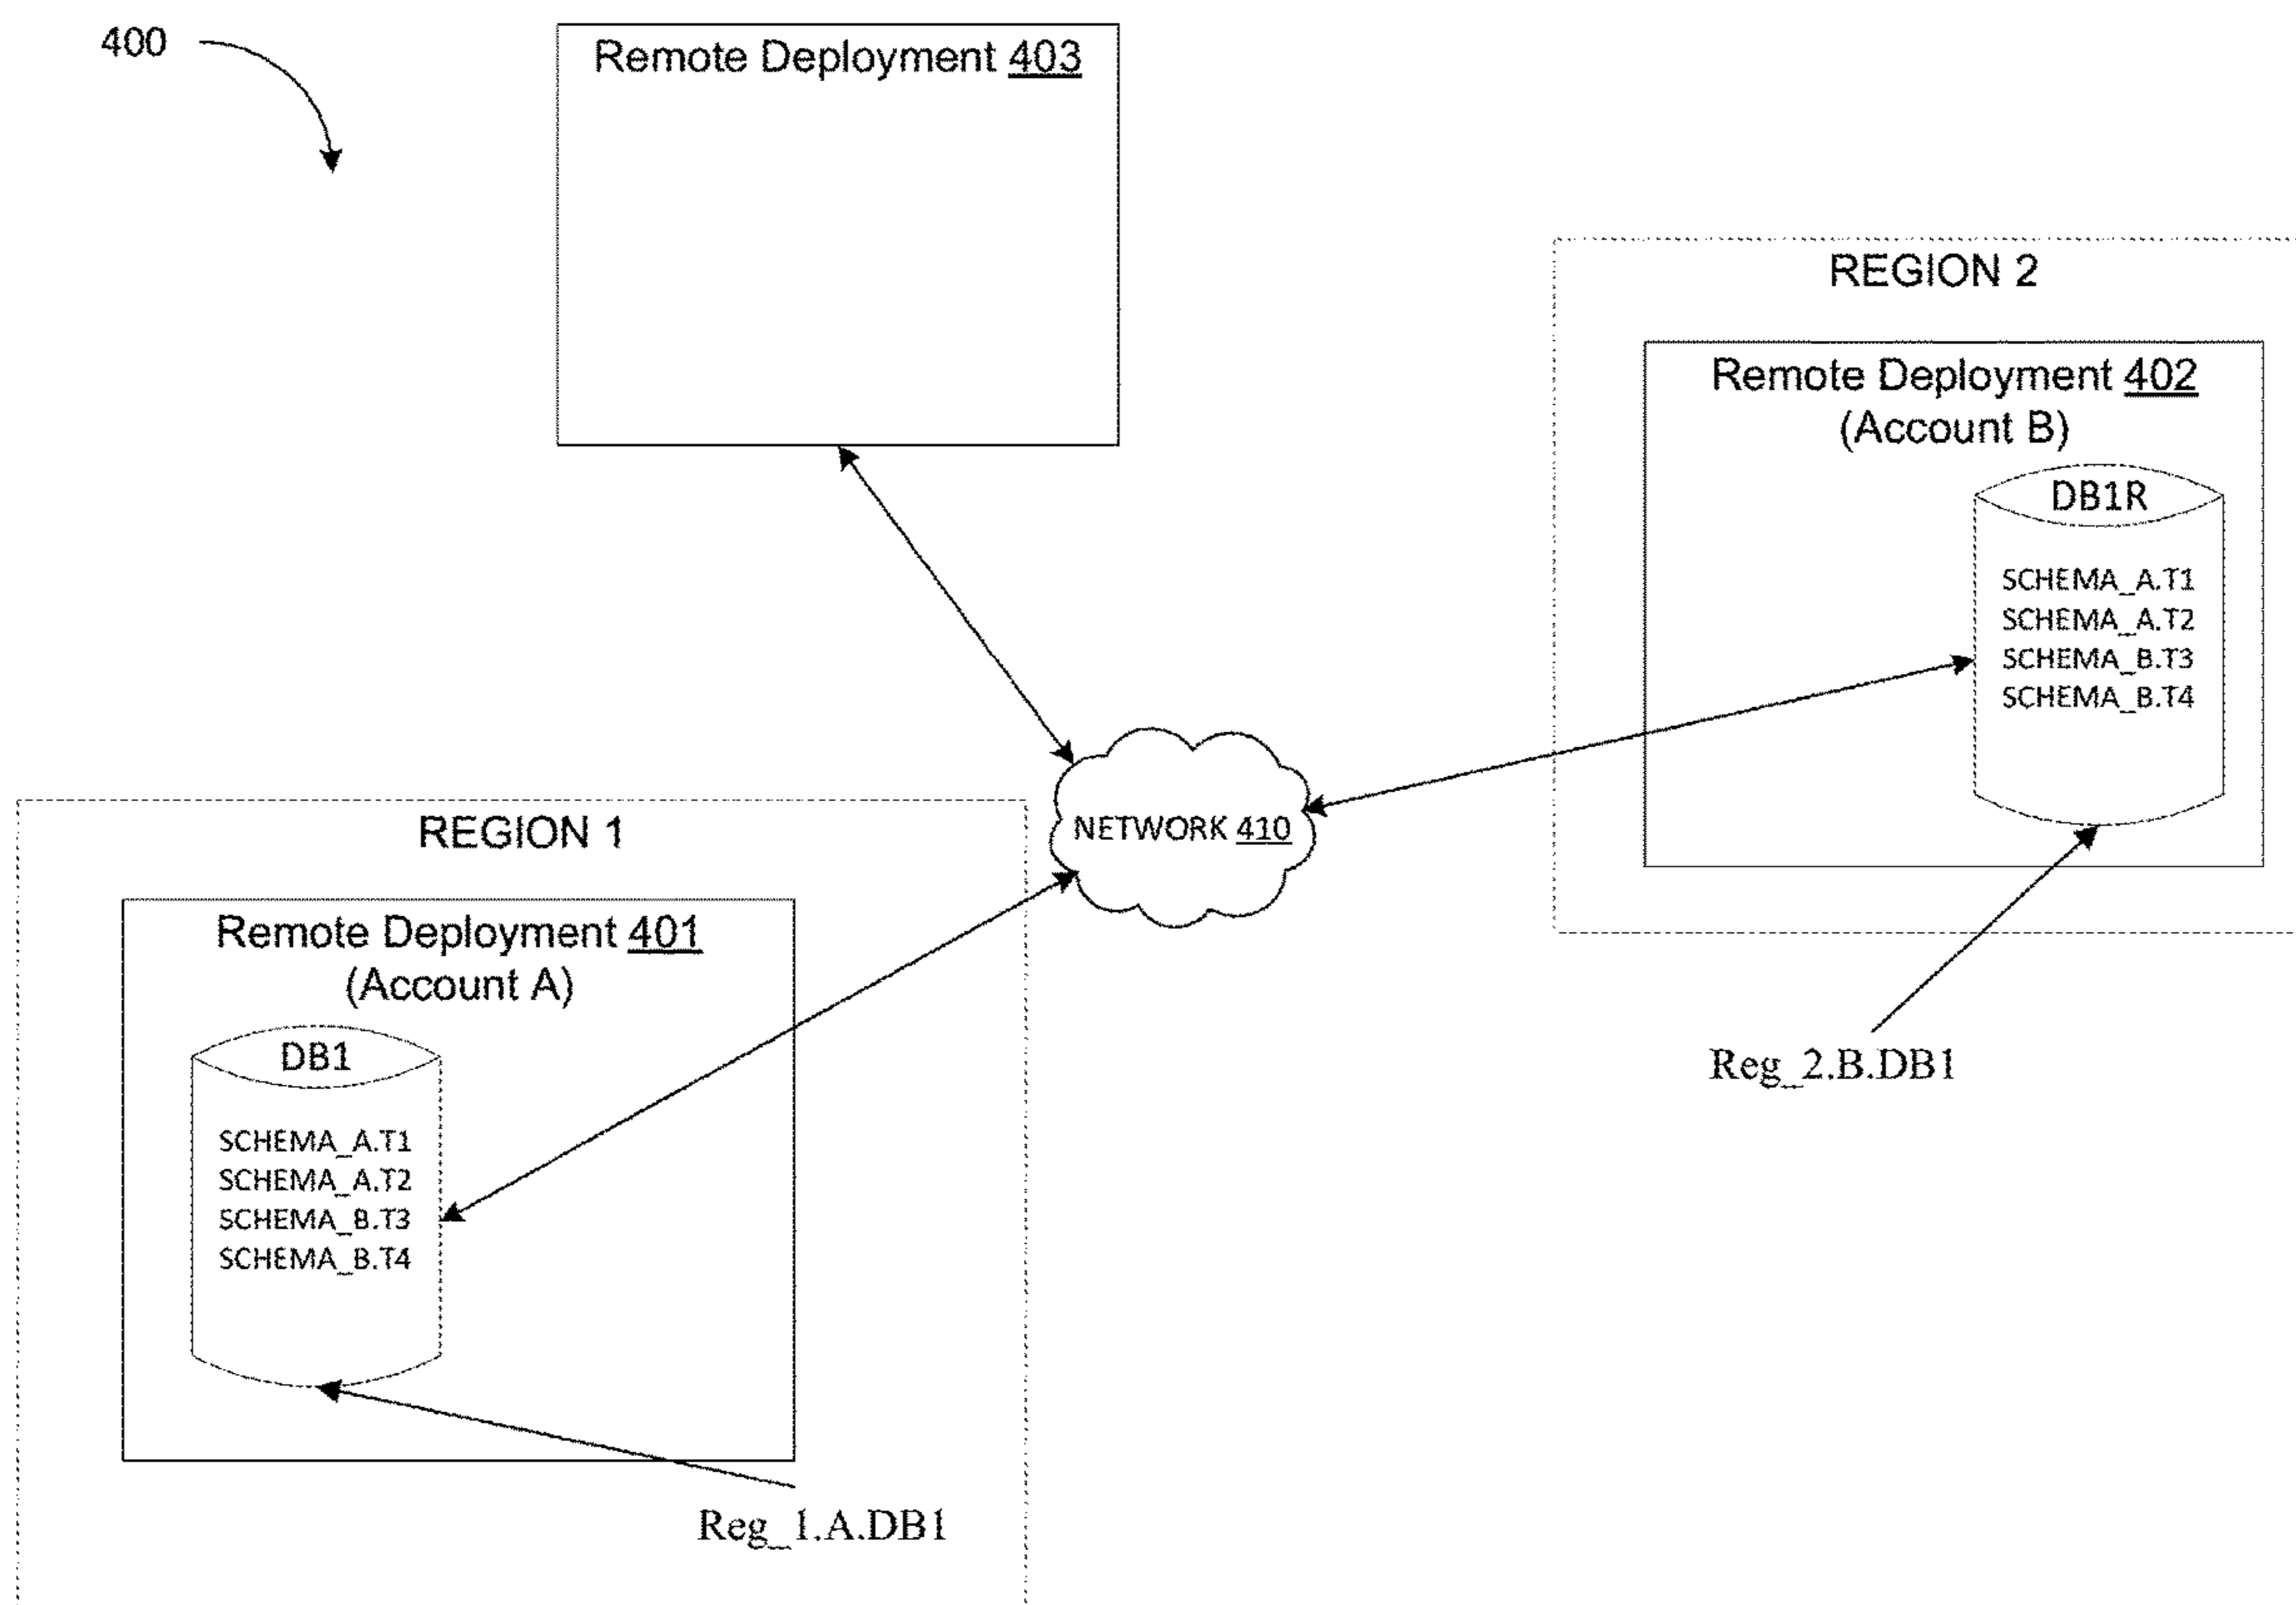 400
Remote Deployment 403
REGION 2
Remote Deployment 402
(Account B)
DB1R
SCHEMA_A.T1
SCHEMA_A.T2
SCHEMA_B.T3
SCHEMA_B.T4
NETWORK 410
REGION 1
Remote Deployment 401
(Account A)
DB1
SCHEMA_A.T1
SCHEMA_A.T2
SCHEMA_B.T3
SCHEMA_B.T4
Reg_2.B.DB1
Reg_1.A.DB1